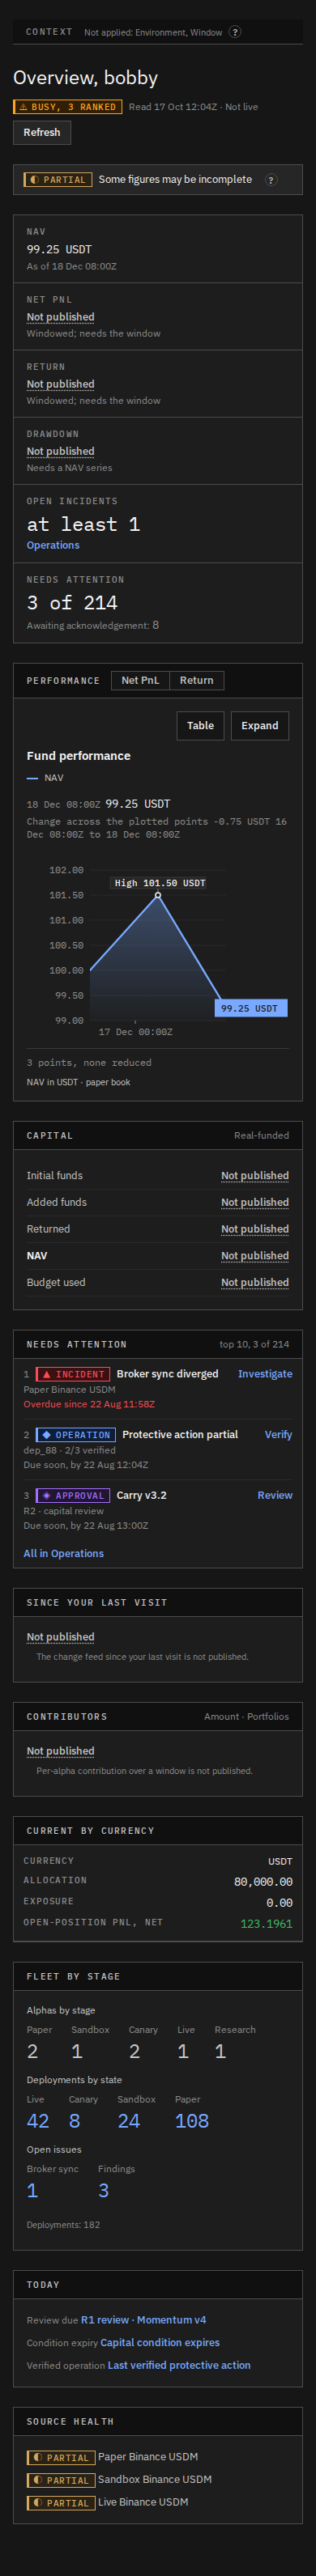 CONTEXT Not applied: Environment, Window ?
Overview, bobby
BUSY, 3 RANKED Read 17 Oct 12:04Z · Not live
Refresh
PARTIAL Some figures may be incomplete ?
NAV
99.25 USDT
As of 18 Dec 08:00Z
NET PNL
Not published
Windowed; needs the window
RETURN
Not published
Windowed; needs the window
DRAWDOWN
Not published
Needs a NAV series
OPEN INCIDENTS
at least 1
Operations
NEEDS ATTENTION
3 of 214
Awaiting acknowledgement: 8
PERFORMANCE Net PnL Return
Table Expand
Fund performance
NAV
18 Dec 08:00Z 99.25 USDT
Change across the plotted points -0.75 USDT 16
Dec 08:00Z to 18 Dec 08:00Z
102.00
High 101.50 USDT
101.50
101.00
100.50
100.00
99.50
99.25 USDT
99.00
17 Dec 00:00Z
3 points, none reduced
NAV in USDT · paper book
CAPITAL Real-funded
Initial funds Not published
Added funds Not published
Returned Not published
NAV Not published
Budget used Not published
NEEDS ATTENTION top 10, 3 of 214
1 INCIDENT Broker sync diverged Investigate
Paper Binance USDM
Overdue since 22 Aug 11:58Z
2 OPERATION Protective action partial Verify
dep_88 · 2/3 verified
Due soon, by 22 Aug 12:04Z
3 APPROVAL Carry v3.2 Review
R2 · capital review
Due soon, by 22 Aug 13:00Z
All in Operations
SINCE YOUR LAST VISIT
Not published
The change feed since your last visit is not published.
CONTRIBUTORS Amount · Portfolios
Not published
Per-alpha contribution over a window is not published.
CURRENT BY CURRENCY
CURRENCY USDT
ALLOCATION 80,000.00
EXPOSURE 0.00
OPEN-POSITION PNL, NET 123.1961
FLEET BY STAGE
Alphas by stage
Paper Sandbox Canary Live Research
2 1 2 1 1
Deployments by state
Live Canary Sandbox Paper
42 8 24 108
Open issues
Broker sync Findings
1 3
Deployments: 182
TODAY
Review due R1 review · Momentum v4
Condition expiry Capital condition expires
Verified operation Last verified protective action
SOURCE HEALTH
PARTIAL Paper Binance USDM
PARTIAL Sandbox Binance USDM
PARTIAL Live Binance USDM